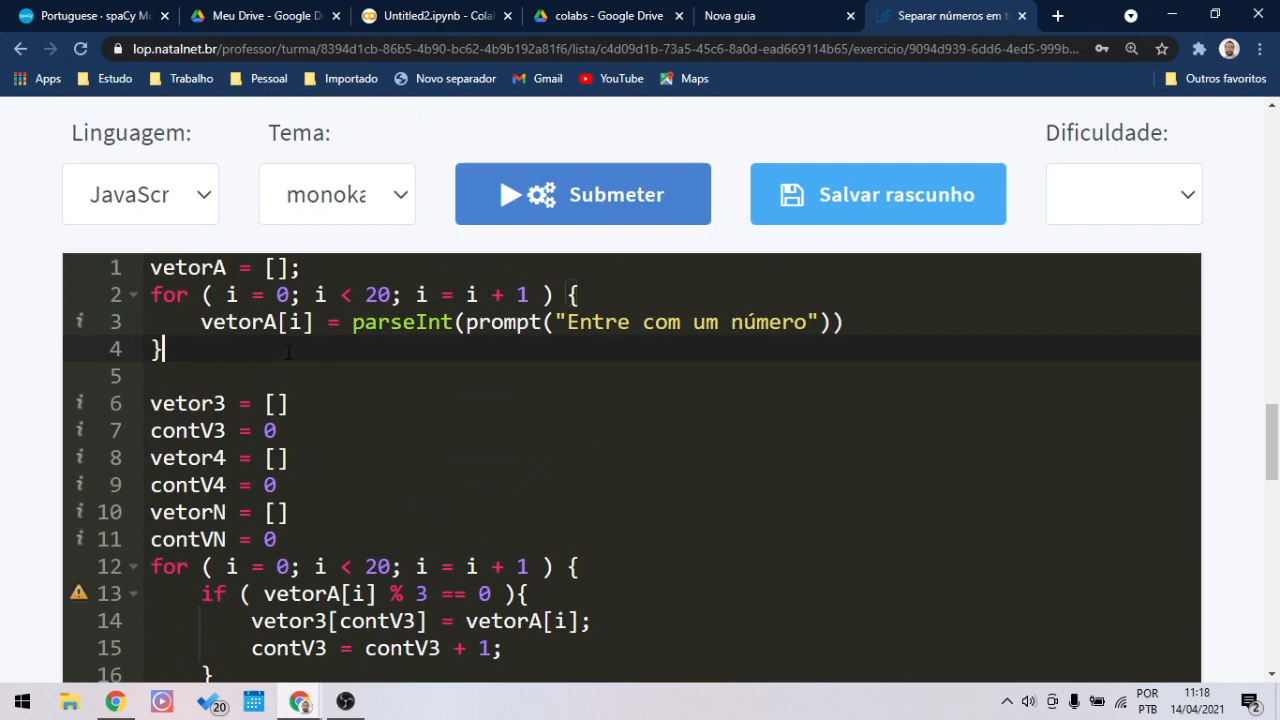 Portuguese · spaCy Mo
Meu Drive - Google D
Untitled2.ipynb - Cola
colabs - Google Drive
Nova guia
Separar números em t
lop.natalnet.br/professor/turma/8394d1cb-86b5-4b90-bc62-4b9b192a81f6/lista/c4d09d1b-73a5-45c6-8a0d-ead669114b65/exercicio/9094d939-6dd6-4ed5-999b...
Apps Estudo Trabalho Pessoal Importado Novo separador Gmail YouTube Maps Outros favoritos
Linguagem: Tema: Dificuldade:
JavaScr monoka Submeter Salvar rascunho
1 vetorA = [];
2 for ( i = 0; i < 20; i = i + 1 ) {
3 vetorA[i] = parseInt(prompt("Entre com um número"))
4 }
5
6 vetor3 = []
7 contV3 = 0
8 vetor4 = []
9 contV4 = 0
10 vetorN = []
11 contVN = 0
12 for ( i = 0; i < 20; i = i + 1 ) {
13 if ( vetorA[i] % 3 == 0 ){
14 vetor3[contV3] = vetorA[i];
15 contV3 = contV3 + 1;
16 }
20
POR 11:18
PTB 14/04/2021
2